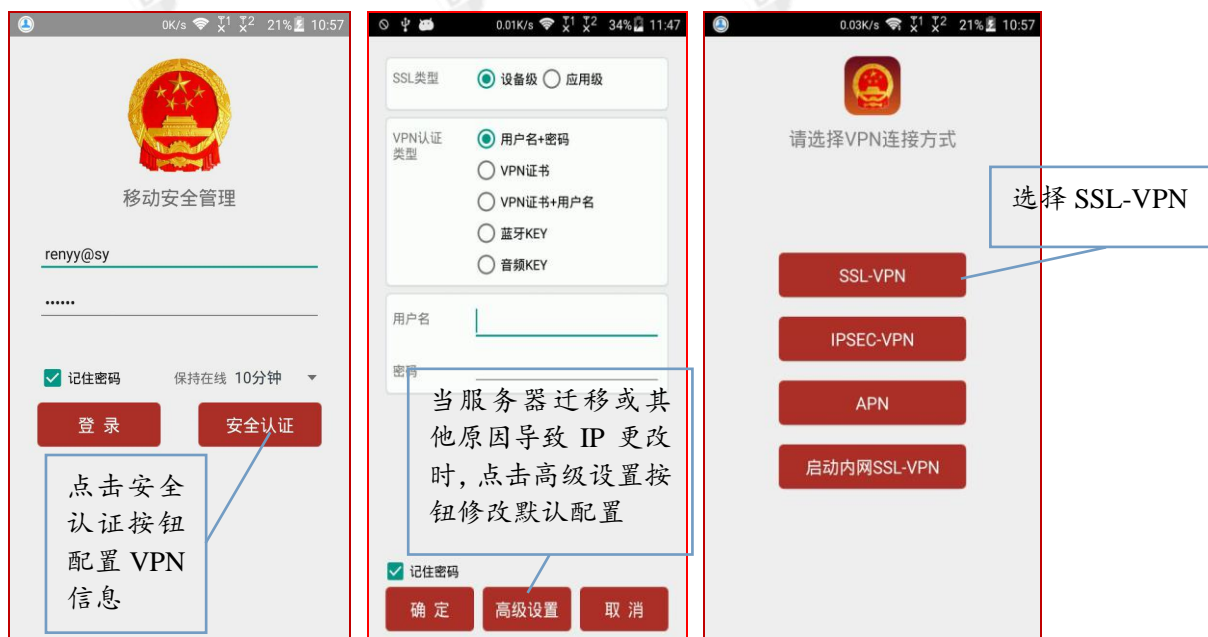 0K/s 21% 10:57
移动安全管理
renyy@sy
••••••
记住密码 保持在线 10分钟
登 录 安全认证
点击安全
认证按钮
配置 VPN
信息
0.01K/s 34% 11:47
SSL类型 设备级 应用级
VPN认证
类型
用户名+密码
VPN证书
VPN证书+用户名
蓝牙KEY
音频KEY
用户名
密码
当服务器迁移或其
他原因导致 IP 更改
时，点击高级设置按
钮修改默认配置
记住密码
确 定 高级设置 取 消
0.03K/s 21% 10:57
请选择VPN连接方式
选择 SSL-VPN
SSL-VPN
IPSEC-VPN
APN
启动内网SSL-VPN